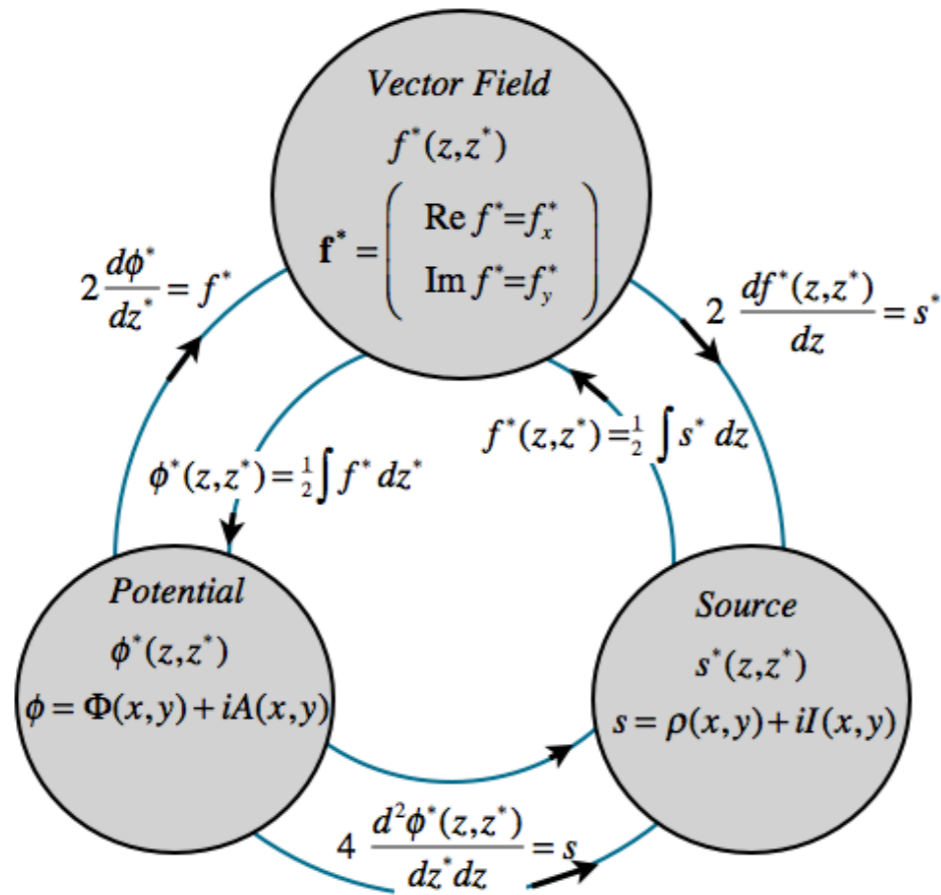 Vector Field
f*(z,z*)
f* = ( Re f*=f*ₓ
Im f*=f*_y )
2 dφ*/dz* = f*
2 df*(z,z*)/dz = s*
f*(z,z*)=½ ∫ s* dz
φ*(z,z*)=½∫ f* dz*
Potential
φ*(z,z*)
φ = Φ(x,y)+iA(x,y)
Source
s*(z,z*)
s = ρ(x,y)+iI(x,y)
4 d²φ*(z,z*)/dz*dz = s